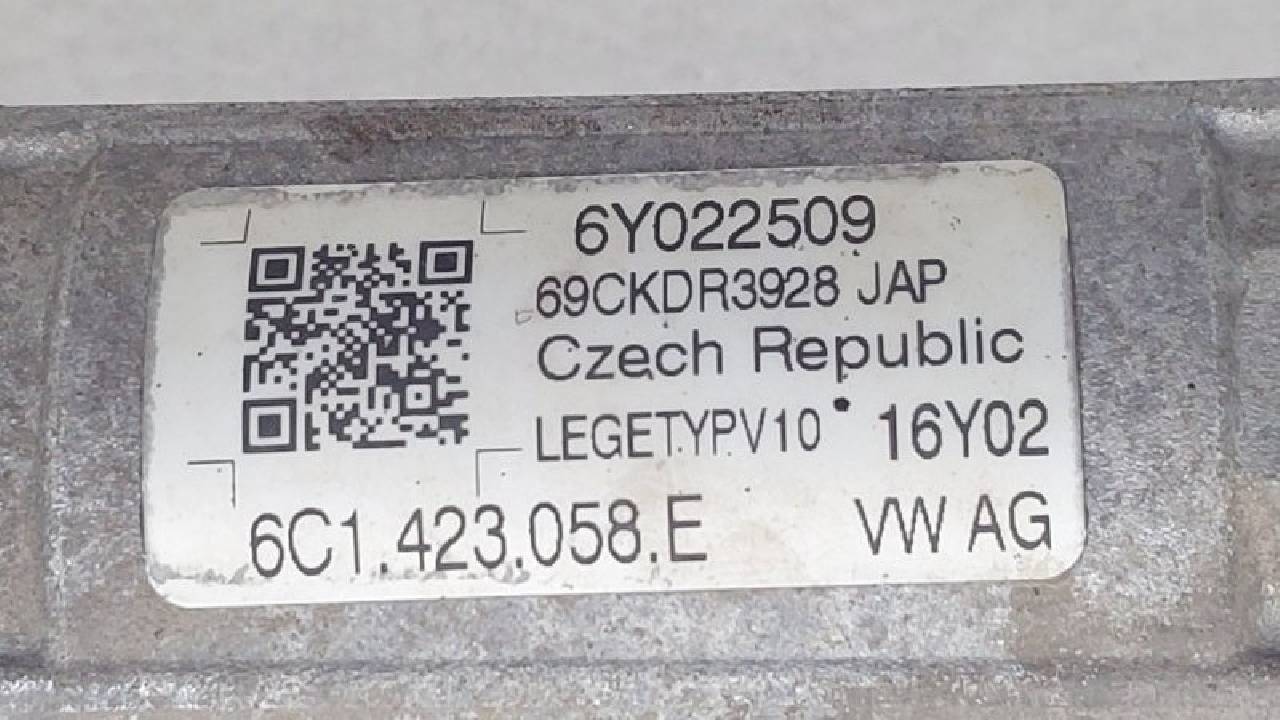 6Y022509
69CKDR3928 JAP
Czech Republic
LEGETYPV10 16Y02
6C1.423.058.E VW AG